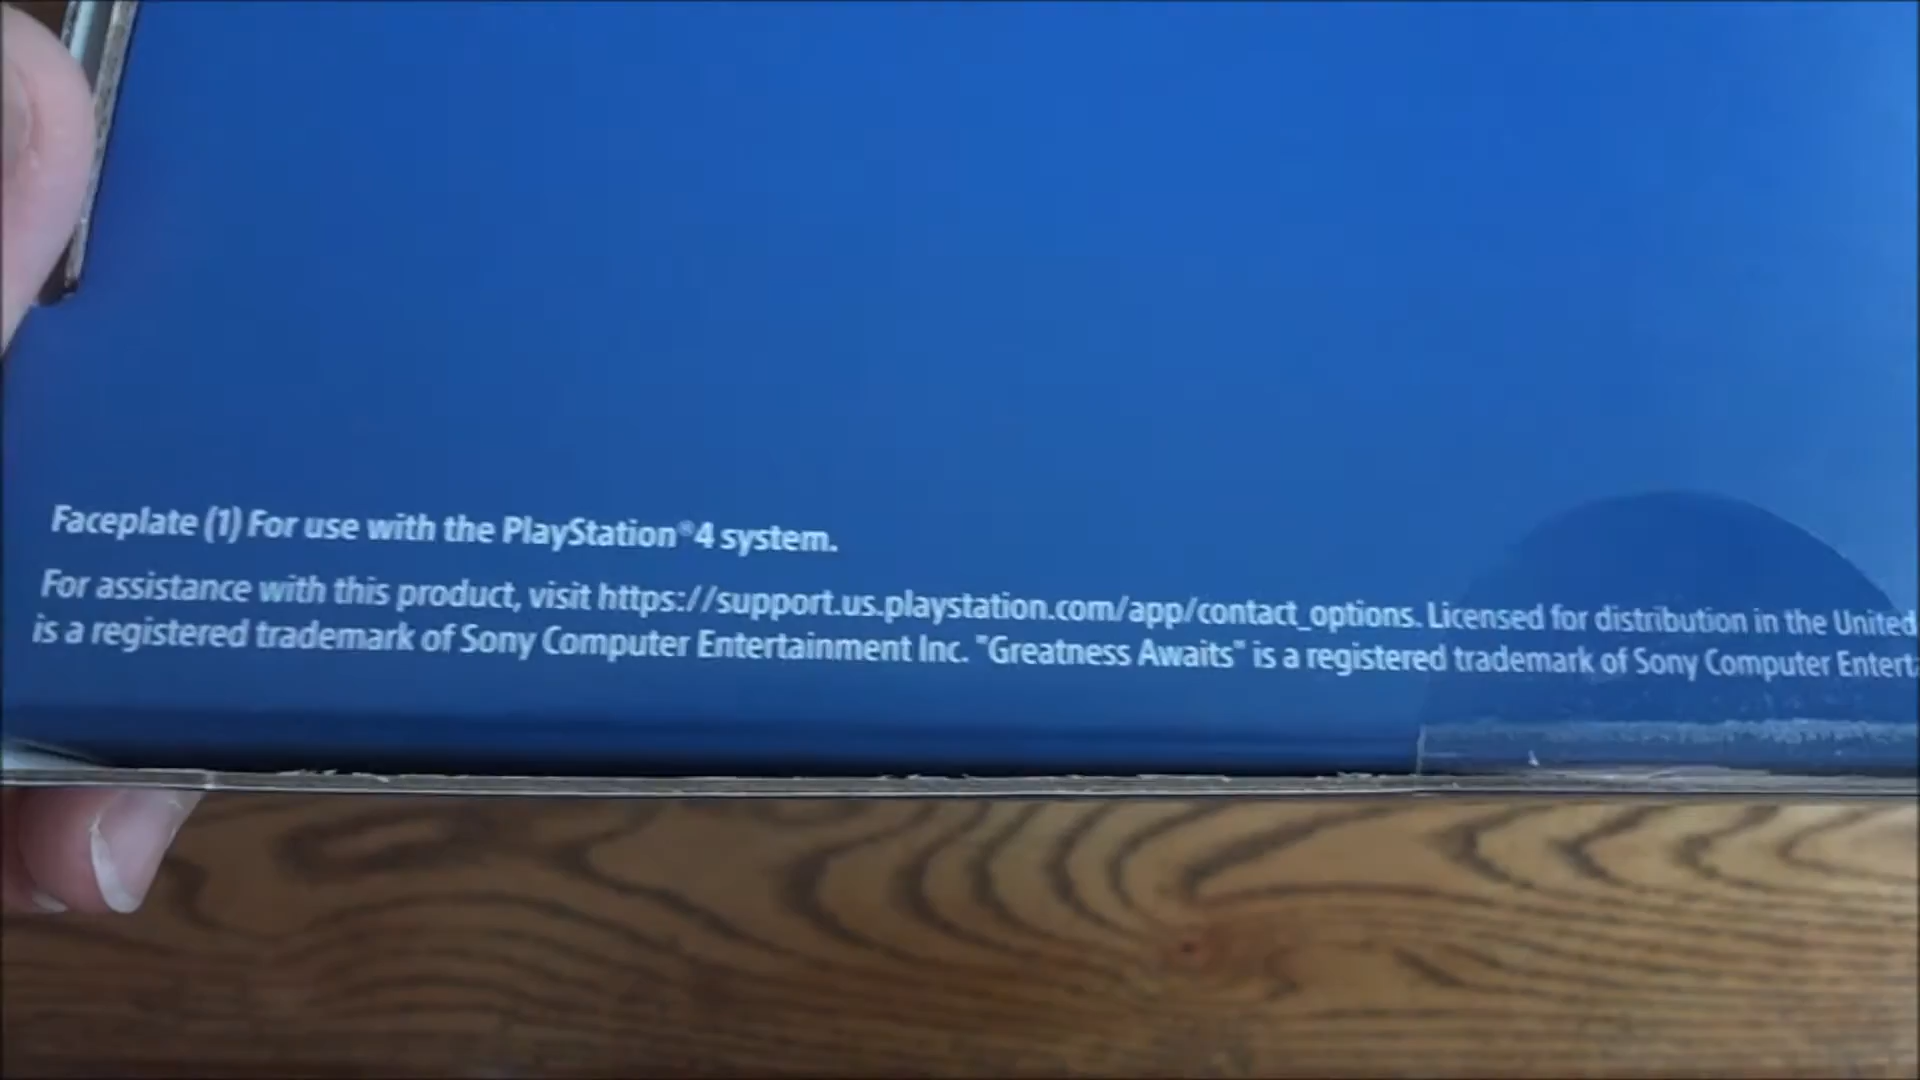 Faceplate (1) For use with the PlayStation®4 system.
For assistance with this product, visit https://support.us.playstation.com/app/contact_options. Licensed for distribution in the United
is a registered trademark of Sony Computer Entertainment Inc. "Greatness Awaits" is a registered trademark of Sony Computer Entert